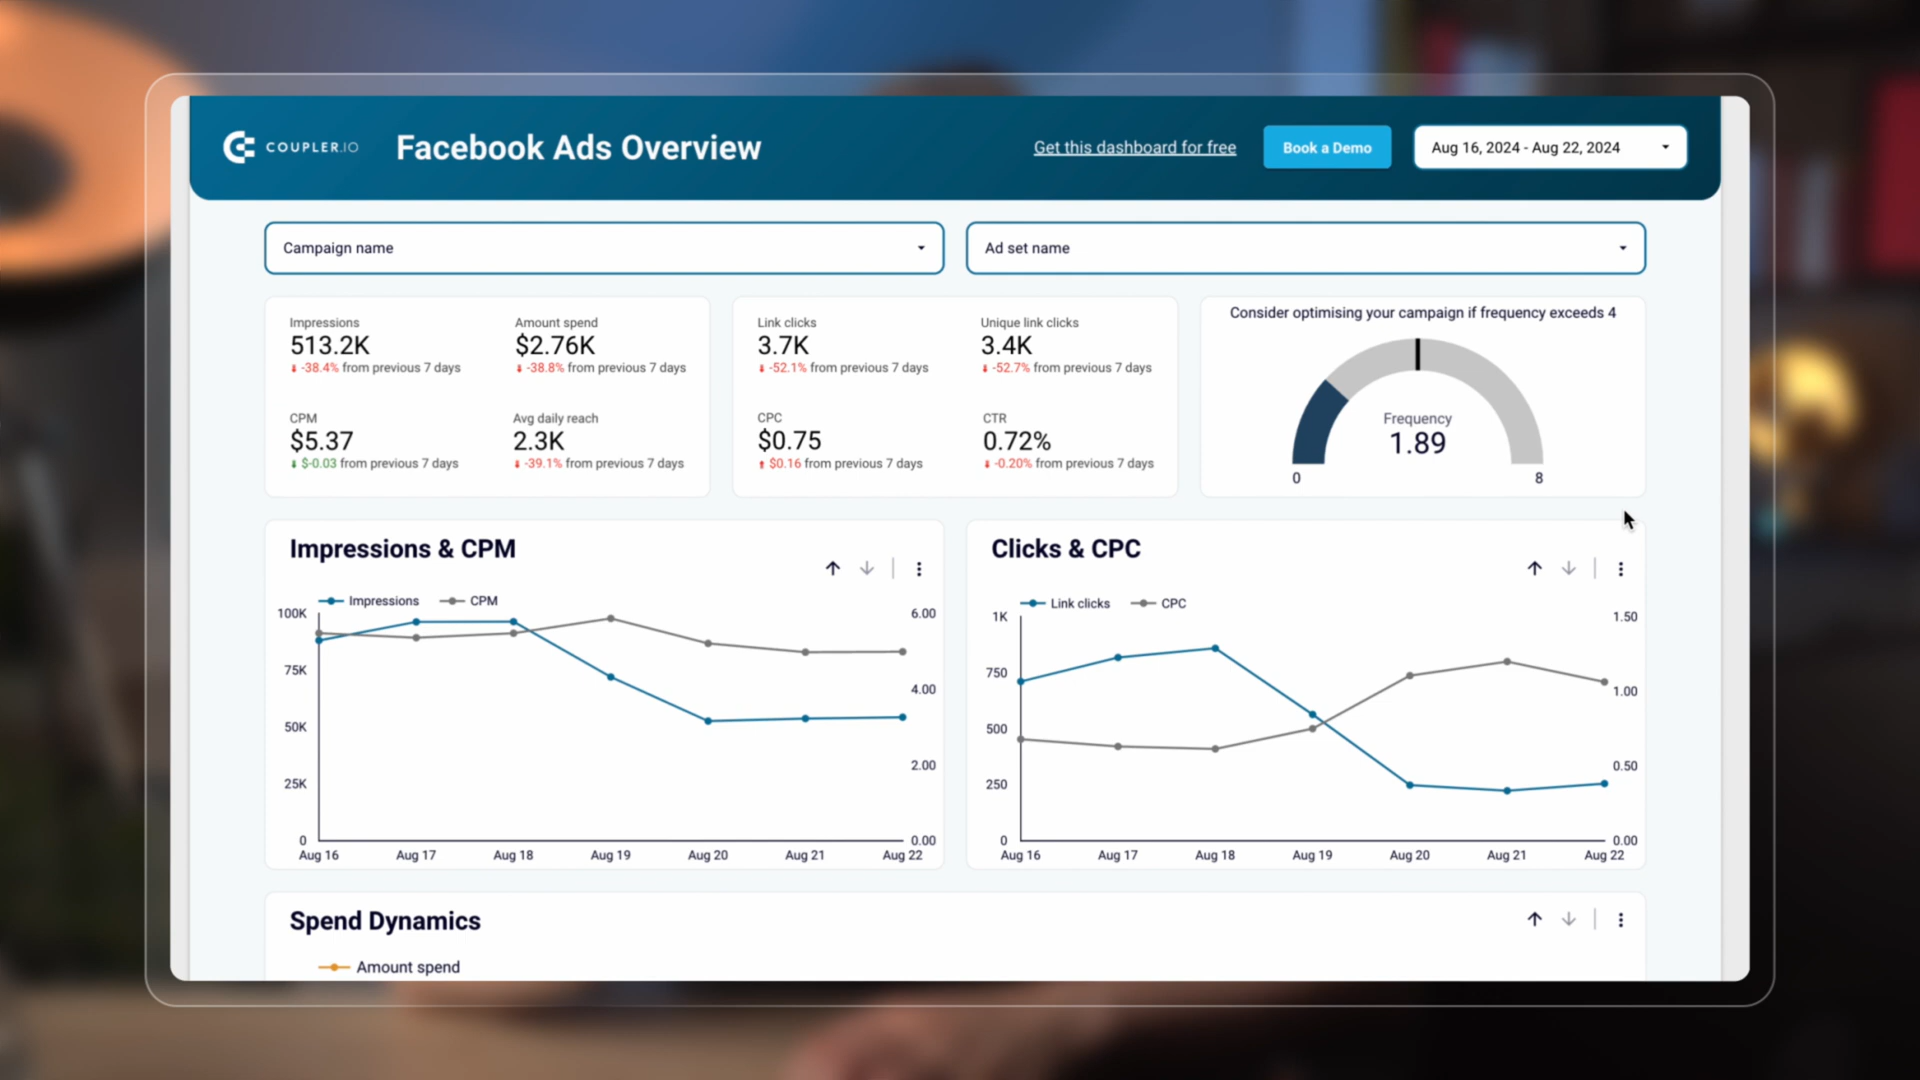 COUPLER.IO
Facebook Ads Overview
Get this dashboard for free
Book a Demo
Aug 16, 2024 - Aug 22, 2024
Campaign name
Ad set name
Impressions
513.2K
-38.4% from previous 7 days
Amount spend
$2.76K
-38.8% from previous 7 days
CPM
$5.37
$-0.03 from previous 7 days
Avg daily reach
2.3K
-39.1% from previous 7 days
Link clicks
3.7K
-52.1% from previous 7 days
Unique link clicks
3.4K
-52.7% from previous 7 days
CPC
$0.75
$0.16 from previous 7 days
CTR
0.72%
-0.20% from previous 7 days
Consider optimising your campaign if frequency exceeds 4
Frequency
1.89
0
8
Impressions & CPM
Impressions
CPM
100K
75K
50K
25K
0
6.00
4.00
2.00
0.00
Aug 16
Aug 17
Aug 18
Aug 19
Aug 20
Aug 21
Aug 22
Clicks & CPC
Link clicks
CPC
1K
750
500
250
0
1.50
1.00
0.50
0.00
Aug 16
Aug 17
Aug 18
Aug 19
Aug 20
Aug 21
Aug 22
Spend Dynamics
Amount spend